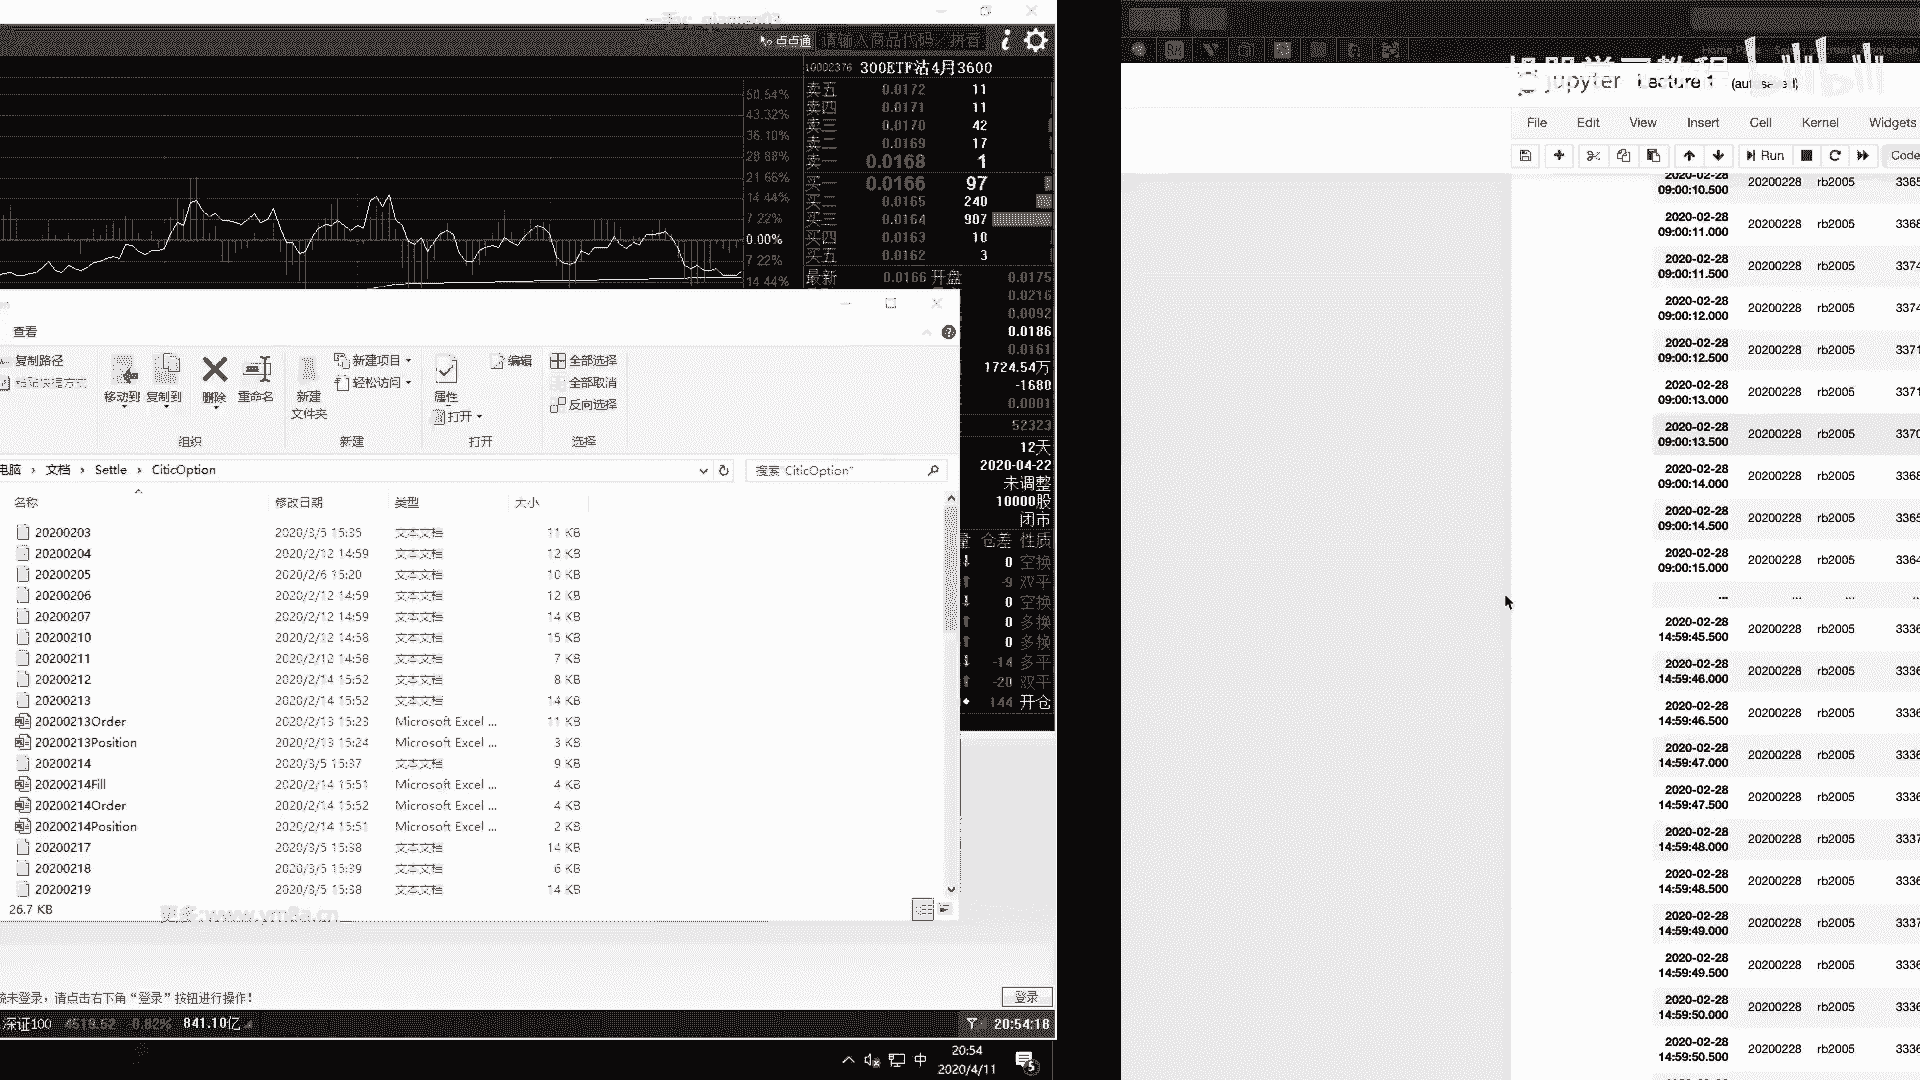 点点通 请输入商品代码／拼音
10002376 300ETF沽4月3600
卖五 0.0172 11
卖四 0.0171 11
卖三 0.0170 42
卖二 0.0169 17
卖一 0.0168 1
买一 0.0166 97
买二 0.0165 240
买三 0.0164 907
买四 0.0163 10
买五 0.0162 3
最新 0.0166 开盘 0.0175
0.0216
0.0092
0.0186
0.0161
1724.54万
-1680
0.0001
52323
12天
2020-04-22
未调整
10000股
闭市
量 仓差 性质
0 空换
-9 双平
0 空换
0 多换
0 多换
-14 多平
-20 双平
144 开仓
50.54%
43.32%
36.10%
28.88%
21.66%
14.44%
7.22%
0.00%
7.22%
14.44%
查看
复制路径
粘贴快捷方式
移动到 复制到 删除 重命名
组织
新建文件夹
新建项目
轻松访问
新建
属性
打开
编辑
打开
全部选择
全部取消
反向选择
选择
电脑 › 文档 › Settle › CiticOption
搜索"CiticOption"
名称 修改日期 类型 大小
20200203 2020/3/5 15:35 文本文档 11 KB
20200204 2020/2/12 14:59 文本文档 12 KB
20200205 2020/2/6 15:20 文本文档 10 KB
20200206 2020/2/12 14:59 文本文档 12 KB
20200207 2020/2/12 14:59 文本文档 14 KB
20200210 2020/2/12 14:58 文本文档 15 KB
20200211 2020/2/12 14:58 文本文档 7 KB
20200212 2020/2/14 15:52 文本文档 8 KB
20200213 2020/2/14 15:52 文本文档 14 KB
20200213Order 2020/2/13 15:23 Microsoft Excel ... 11 KB
20200213Position 2020/2/13 15:24 Microsoft Excel ... 3 KB
20200214 2020/3/5 15:37 文本文档 9 KB
20200214Fill 2020/2/14 15:51 Microsoft Excel ... 4 KB
20200214Order 2020/2/14 15:52 Microsoft Excel ... 4 KB
20200214Position 2020/2/14 15:51 Microsoft Excel ... 2 KB
20200217 2020/3/5 15:38 文本文档 14 KB
20200218 2020/3/5 15:39 文本文档 6 KB
20200219 2020/3/5 15:38 文本文档 14 KB
26.7 KB
统未登录，请点击右下角“登录”按钮进行操作！
登录
深证100 4519.52 -0.82% 841.10亿
20:54:18
中
20:54
2020/4/11
5
jupyter Lecture 1 (autosaved)
bilibili
File Edit View Insert Cell Kernel Widgets
Run Code
2020-02-28
09:00:10.500 20200228 rb2005 3365
2020-02-28
09:00:11.000 20200228 rb2005 3368
2020-02-28
09:00:11.500 20200228 rb2005 3374
2020-02-28
09:00:12.000 20200228 rb2005 3374
2020-02-28
09:00:12.500 20200228 rb2005 3371
2020-02-28
09:00:13.000 20200228 rb2005 3371
2020-02-28
09:00:13.500 20200228 rb2005 3370
2020-02-28
09:00:14.000 20200228 rb2005 3368
2020-02-28
09:00:14.500 20200228 rb2005 3365
2020-02-28
09:00:15.000 20200228 rb2005 3364
... ... ... ...
2020-02-28
14:59:45.500 20200228 rb2005 3336
2020-02-28
14:59:46.000 20200228 rb2005 3336
2020-02-28
14:59:46.500 20200228 rb2005 3336
2020-02-28
14:59:47.000 20200228 rb2005 3336
2020-02-28
14:59:47.500 20200228 rb2005 3336
2020-02-28
14:59:48.000 20200228 rb2005 3337
2020-02-28
14:59:48.500 20200228 rb2005 3336
2020-02-28
14:59:49.000 20200228 rb2005 3337
2020-02-28
14:59:49.500 20200228 rb2005 3336
2020-02-28
14:59:50.000 20200228 rb2005 3336
2020-02-28
14:59:50.500 20200228 rb2005 3336